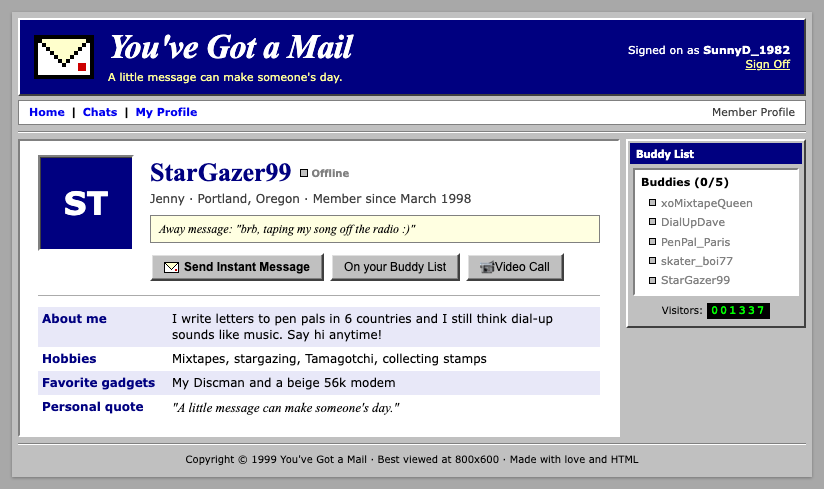 You've Got a Mail
A little message can make someone's day.
Signed on as SunnyD_1982
Sign Off
Home | Chats | My Profile
Member Profile
ST
StarGazer99 Offline
Jenny · Portland, Oregon · Member since March 1998
Away message: "brb, taping my song off the radio :)"
Send Instant Message
On your Buddy List
Video Call
About me
I write letters to pen pals in 6 countries and I still think dial-up
sounds like music. Say hi anytime!
Hobbies
Mixtapes, stargazing, Tamagotchi, collecting stamps
Favorite gadgets
My Discman and a beige 56k modem
Personal quote
"A little message can make someone's day."
Buddy List
Buddies (0/5)
xoMixtapeQueen
DialUpDave
PenPal_Paris
skater_boi77
StarGazer99
Visitors: 001337
Copyright © 1999 You've Got a Mail · Best viewed at 800x600 · Made with love and HTML